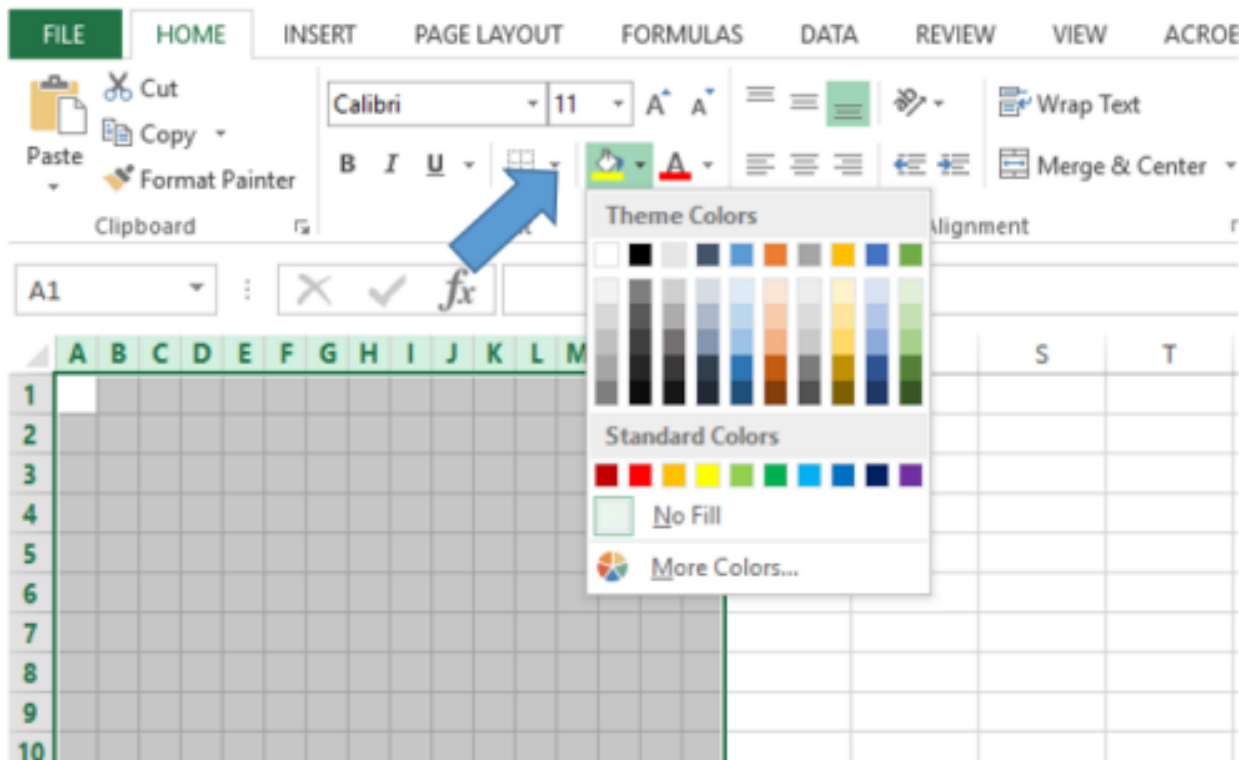 FILE HOME INSERT PAGE LAYOUT FORMULAS DATA REVIEW VIEW ACROB
Cut
Calibri 11 A A ab Wrap Text
Copy
Paste
B I U A Merge & Center
Format Painter
Clipboard lignment
Theme Colors
A1 fx
A B C D E F G H I J K L M S T
1
2
Standard Colors
3
4
No Fill
5
More Colors...
6
7
8
9
10